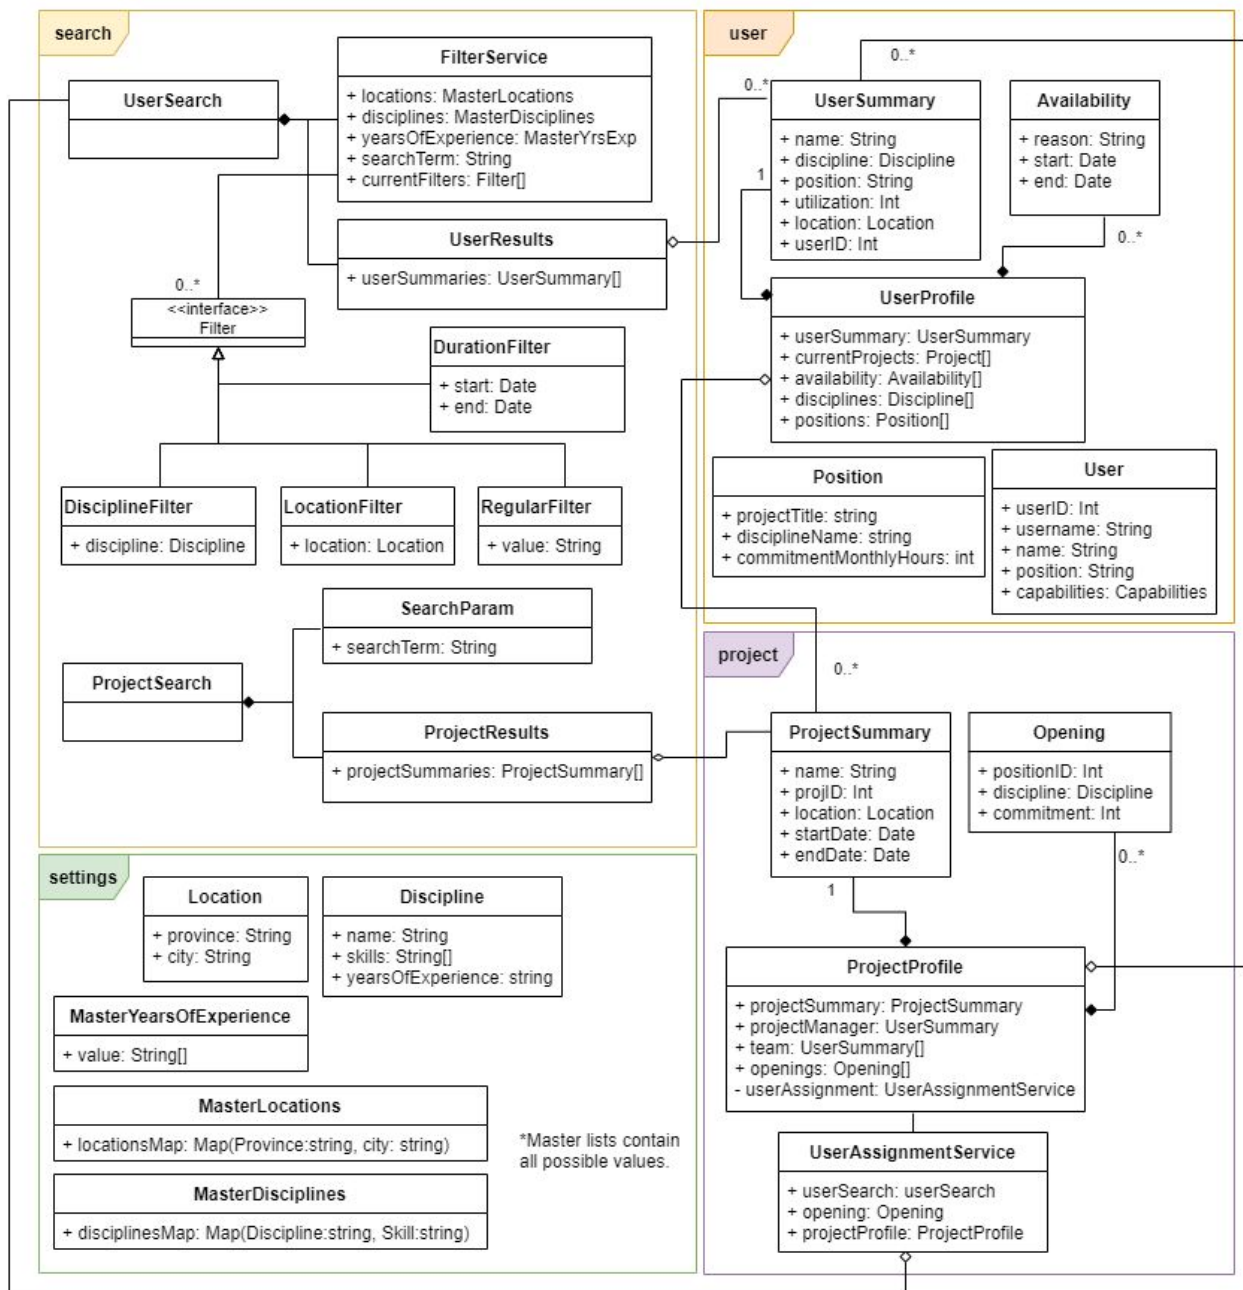 search
UserSearch
FilterService
+ locations: MasterLocations
+ disciplines: MasterDisciplines
+ yearsOfExperience: MasterYrsExp
+ searchTerm: String
+ currentFilters: Filter[]
UserResults
+ userSummaries: UserSummary[]
0..*
<<interface>>
Filter
DurationFilter
+ start: Date
+ end: Date
DisciplineFilter
+ discipline: Discipline
LocationFilter
+ location: Location
RegularFilter
+ value: String
SearchParam
+ searchTerm: String
ProjectSearch
ProjectResults
+ projectSummaries: ProjectSummary[]
user
0..*
0..*
UserSummary
+ name: String
+ discipline: Discipline
+ position: String
+ utilization: Int
+ location: Location
+ userID: Int
1
Availability
+ reason: String
+ start: Date
+ end: Date
0..*
UserProfile
+ userSummary: UserSummary
+ currentProjects: Project[]
+ availability: Availability[]
+ disciplines: Discipline[]
+ positions: Position[]
Position
+ projectTitle: string
+ disciplineName: string
+ commitmentMonthlyHours: int
User
+ userID: Int
+ username: String
+ name: String
+ position: String
+ capabilities: Capabilities
project
0..*
ProjectSummary
+ name: String
+ projID: Int
+ location: Location
+ startDate: Date
+ endDate: Date
1
Opening
+ positionID: Int
+ discipline: Discipline
+ commitment: Int
0..*
ProjectProfile
+ projectSummary: ProjectSummary
+ projectManager: UserSummary
+ team: UserSummary[]
+ openings: Opening[]
- userAssignment: UserAssignmentService
UserAssignmentService
+ userSearch: userSearch
+ opening: Opening
+ projectProfile: ProjectProfile
settings
Location
+ province: String
+ city: String
Discipline
+ name: String
+ skills: String[]
+ yearsOfExperience: string
MasterYearsOfExperience
+ value: String[]
MasterLocations
+ locationsMap: Map(Province:string, city: string)
*Master lists contain
all possible values.
MasterDisciplines
+ disciplinesMap: Map(Discipline:string, Skill:string)